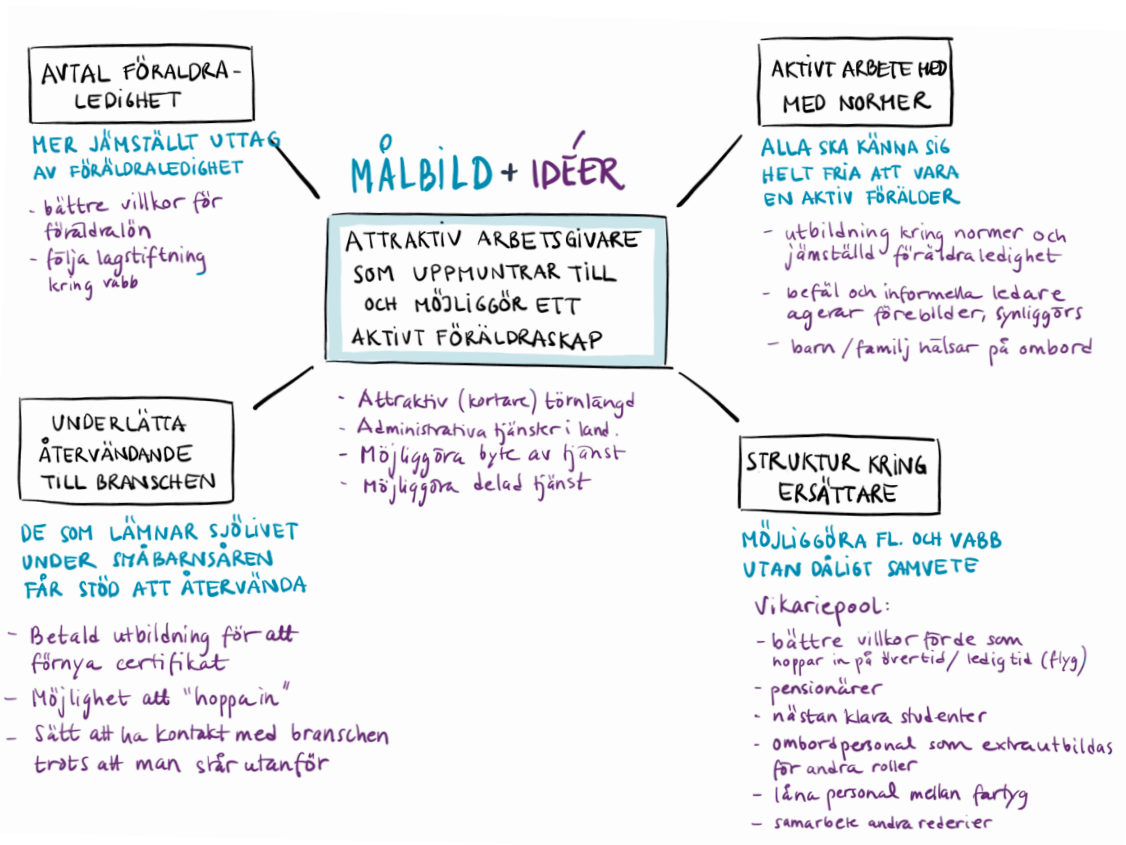 MÅLBILD + IDÉER
AVTAL FÖRALDRA-
LEDIGHET
MER JÄMSTÄLLT UTTAG
AV FÖRÄLDRALEDIGHET
- bättre villkor för
föräldralön
- följa lagstiftning
kring vabb
ATTRAKTIV ARBETSGIVARE
SOM UPPMUNTRAR TILL
OCH MÖJLIGGÖR ETT
AKTIVT FÖRÄLDRASKAP
- Attraktiv (kortare) törnlängd
- Administrativa tjänster i land.
- Möjliggöra byte av tjänst
- Möjliggöra delad tjänst
AKTIVT ARBETE MED
MED NORMER
ALLA SKA KÄNNA SIG
HELT FRIA ATT VARA
EN AKTIV FÖRÄLDER
- utbildning kring normer och
jämställd föräldraledighet
- befäl och informella ledare
agerar förebilder, synliggörs
- barn / familj hälsar på ombord
UNDERLÄTTA
ÅTERVÄNDANDE
TILL BRANSCHEN
DE SOM LÄMNAR SJÖLIVET
UNDER SMÅBARNSÅREN
FÅR STÖD ATT ÅTERVÄNDA
- Betald utbildning för att
förnya certifikat
- Möjlighet att "hoppa in"
- Sätt att ha kontakt med branschen
trots att man står utanför
STRUKTUR KRING
ERSÄTTARE
MÖJLIGGÖRA FL. OCH VABB
UTAN DÅLIGT SAMVETE
Vikariepool:
- bättre villkor för de som
hoppar in på övertid / ledig tid (flyg)
- pensionärer
- nästan klara studenter
- ombordpersonal som extrautbildas
för andra roller
- låna personal mellan fartyg
- samarbete andra rederier